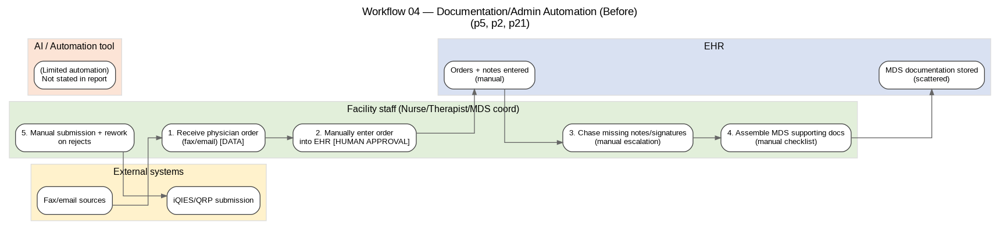 Workflow 04 — Documentation/Admin Automation (Before)
(p5, p2, p21)
AI / Automation tool
(Limited automation)
Not stated in report
EHR
Orders + notes entered
(manual)
MDS documentation stored
(scattered)
Facility staff (Nurse/Therapist/MDS coord)
5. Manual submission + rework
on rejects
1. Receive physician order
(fax/email) [DATA]
2. Manually enter order
into EHR [HUMAN APPROVAL]
3. Chase missing notes/signatures
(manual escalation)
4. Assemble MDS supporting docs
(manual checklist)
External systems
Fax/email sources
iQIES/QRP submission